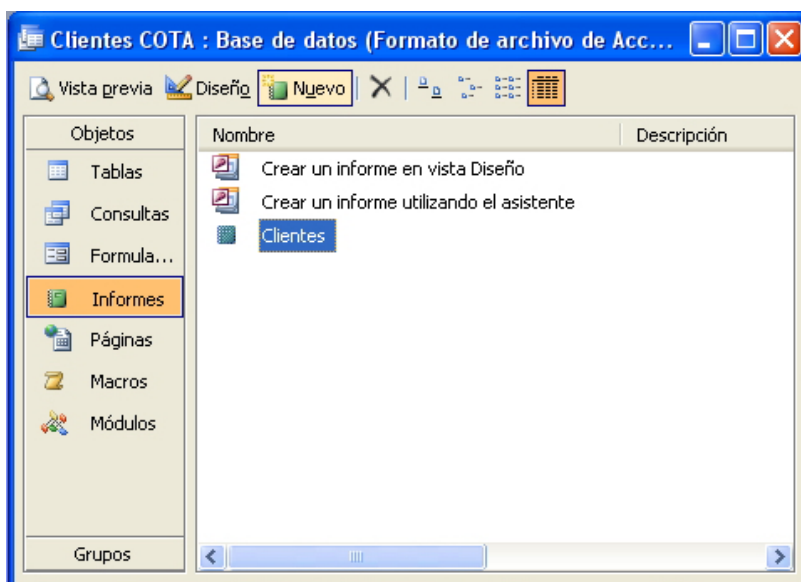 Clientes COTA : Base de datos (Formato de archivo de Acc...
Vista previa Diseño Nuevo
Objetos
Tablas
Consultas
Formula...
Informes
Páginas
Macros
Módulos
Grupos
Nombre Descripción
Crear un informe en vista Diseño
Crear un informe utilizando el asistente
Clientes